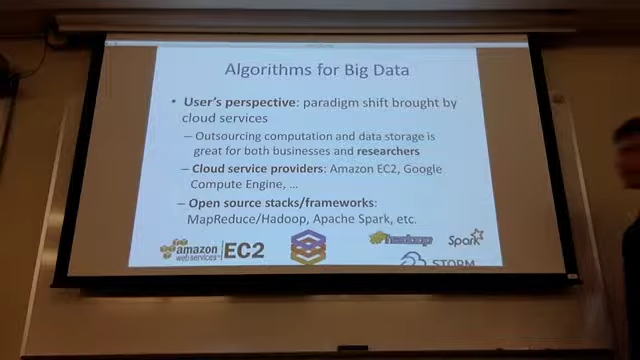 Algorithms for Big Data
• User's perspective: paradigm shift brought by
cloud services
– Outsourcing computation and data storage is
great for both businesses and researchers
– Cloud service providers: Amazon EC2, Google
Compute Engine, ...
– Open source stacks/frameworks:
MapReduce/Hadoop, Apache Spark, etc.
amazon
web services
EC2
hadoop
Spark
STORM